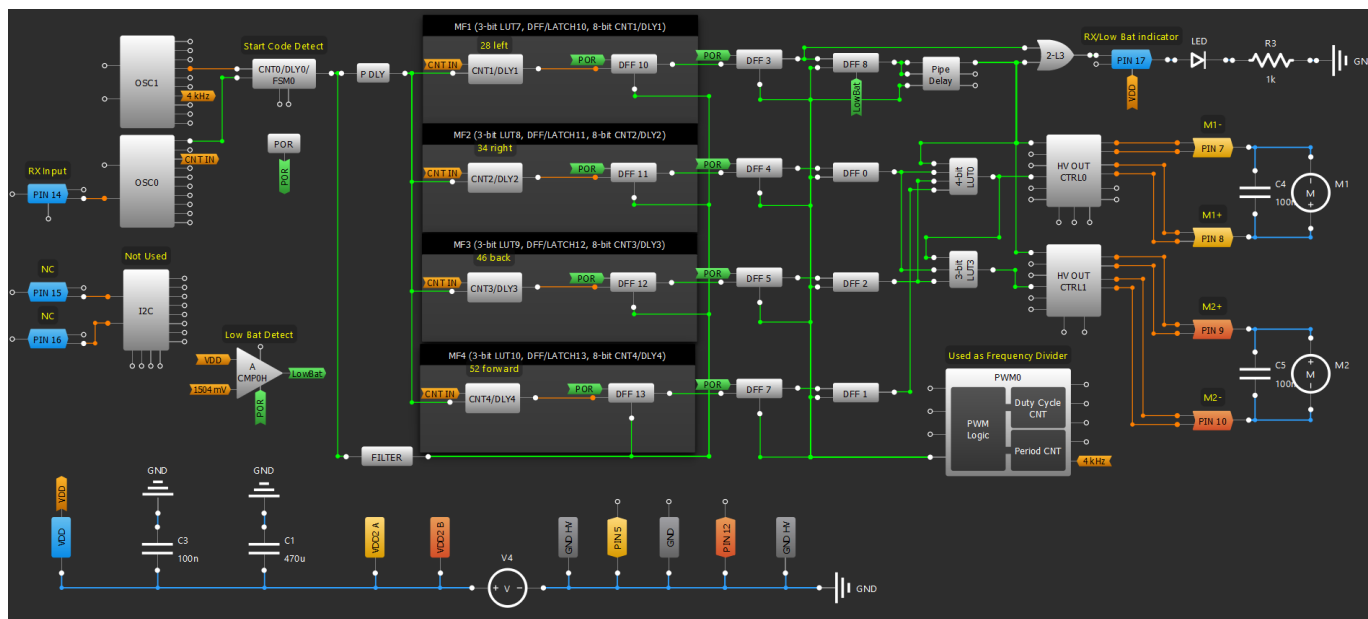 MF1 (3-bit LUT7, DFF/LATCH10, 8-bit CNT1/DLY1)
28 left
CNT IN
CNT1/DLY1
POR
DFF 10
MF2 (3-bit LUT8, DFF/LATCH11, 8-bit CNT2/DLY2)
34 right
CNT IN
CNT2/DLY2
POR
DFF 11
MF3 (3-bit LUT9, DFF/LATCH12, 8-bit CNT3/DLY3)
46 back
CNT IN
CNT3/DLY3
POR
DFF 12
MF4 (3-bit LUT10, DFF/LATCH13, 8-bit CNT4/DLY4)
52 forward
CNT IN
CNT4/DLY4
POR
DFF 13
OSC1
4 kHz
Start Code Detect
CNT0/DLY0/
FSM0
P DLY
POR
POR
OSC0
CNT IN
RX Input
PIN 14
NC
PIN 15
NC
PIN 16
Not Used
I2C
Low Bat Detect
VDD
1504 mV
A
CMP0H
LowBat
POR
FILTER
POR
DFF 3
POR
DFF 4
POR
DFF 5
POR
DFF 7
DFF 8
LowBat
DFF 0
DFF 2
DFF 1
Pipe
Delay
4-bit
LUT0
3-bit
LUT3
2-L3
RX/Low Bat indicator
PIN 17
VDD
LED
R3
1k
GN
HV OUT
CTRL0
HV OUT
CTRL1
M1-
PIN 7
M1+
PIN 8
C4
100n
M
M1
M2+
PIN 9
M2-
PIN 10
C5
100n
M
M2
Used as Frequency Divider
PWM0
PWM
Logic
Duty Cycle
CNT
Period CNT
4 kHz
VDD
VDD
GND
C3
100n
GND
C1
470u
VDD2 A
VDD2 B
V4
V
GND HV
PIN 5
GND
PIN 12
GND HV
GND